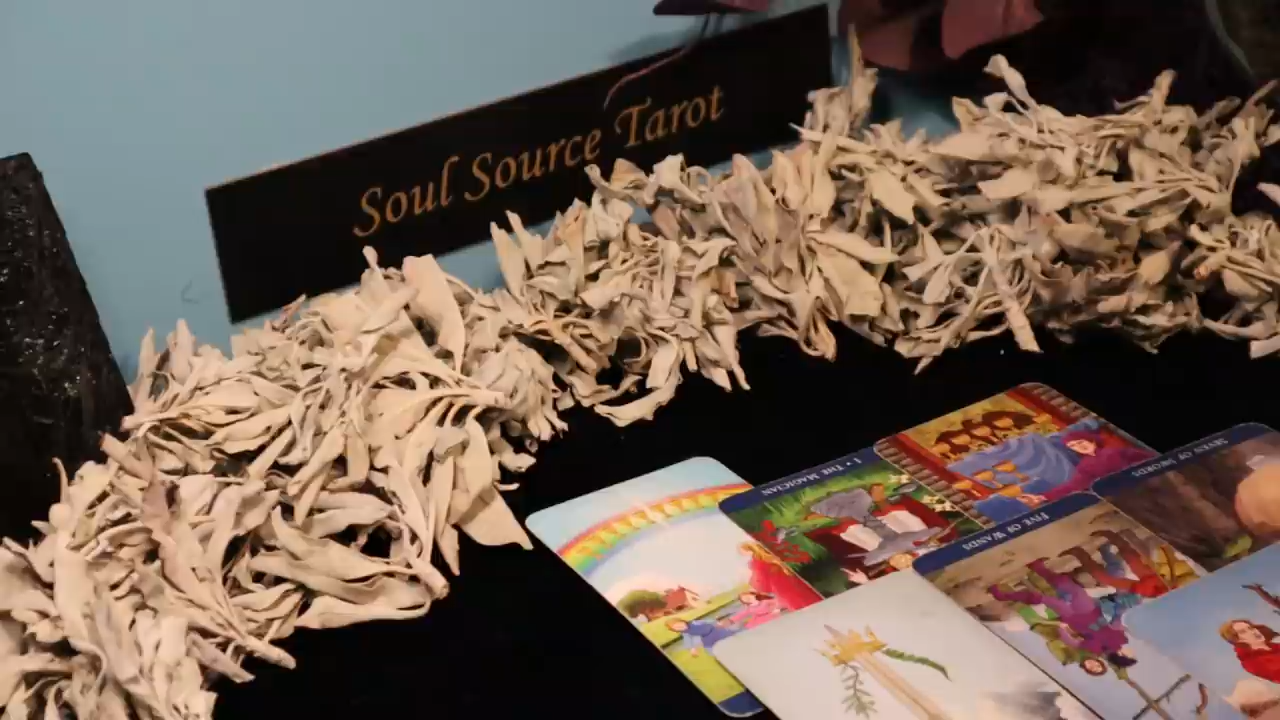 Soul Source Tarot
1 • THE MAGICIAN
FIVE OF WANDS
SEVEN OF SWORDS